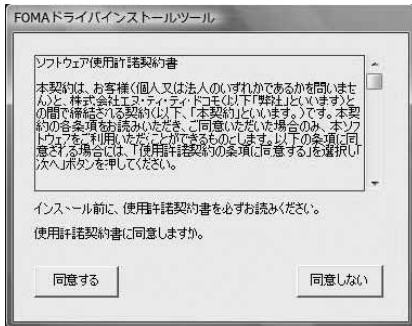 FOMAドライバインストールツール
ソフトウェア使用許諾契約書
本契約は、お客様(個人又は法人のいずれかであるかを問いませ
ん)と、株式会社エヌ・ティ・ティ・ドコモ(以下「弊社」といいます)と
の間で締結される契約(以下、「本契約」といいます。)です。本契
約の各条項をお読みいただき、ご同意いただいた場合のみ、本ソフ
トウェアをご利用いただくことができるものとします。以下の条項に同
意される場合には、「使用許諾契約の条項に同意する」を選択し「
次へ」ボタンを押してください。
インストール前に、使用許諾契約書を必ずお読みください。
使用許諾契約書に同意しますか。
同意する
同意しない